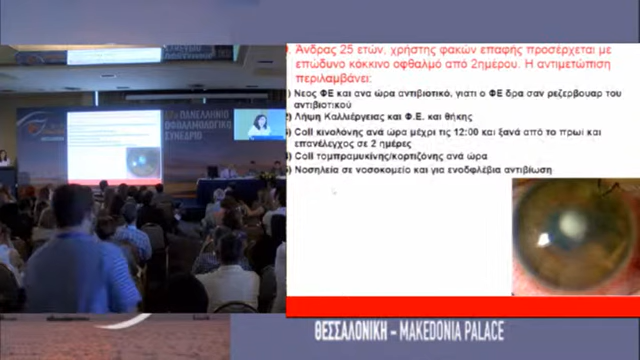 ΠΑΝΕΛΛΗΝΙΟ
ΟΦΘΑΛΜΟΛΟΓΙΚΟ
ΣΥΝΕΔΡΙΟ
Άνδρας 25 ετών, χρήστης φακών επαφής προσέρχεται με
επώδυνο κόκκινο οφθαλμό από 2ημέρου. Η αντιμετώπιση
περιλαμβάνει:
Νεος ΦΕ και ανα ώρα αντιβιοτικό, γιατι ο ΦΕ δρα σαν ρεζερβουαρ του
αντιβιοτικού
Λήψη Καλλιέργειας και Φ.Ε. και θήκης
Coll κινολόνης ανά ώρα μέχρι τις 12:00 και ξανά από το πρωί και
επανέλεγχος σε 2 ημέρες
Coll τομπραμυκίνης/κορτιζόνης ανά ώρα
Νοσηλεία σε νοσοκομείο και για ενοδφλέβια αντιβίωση
ΘΕΣΣΑΛΟΝΙΚΗ – MAKEDONIA PALACE